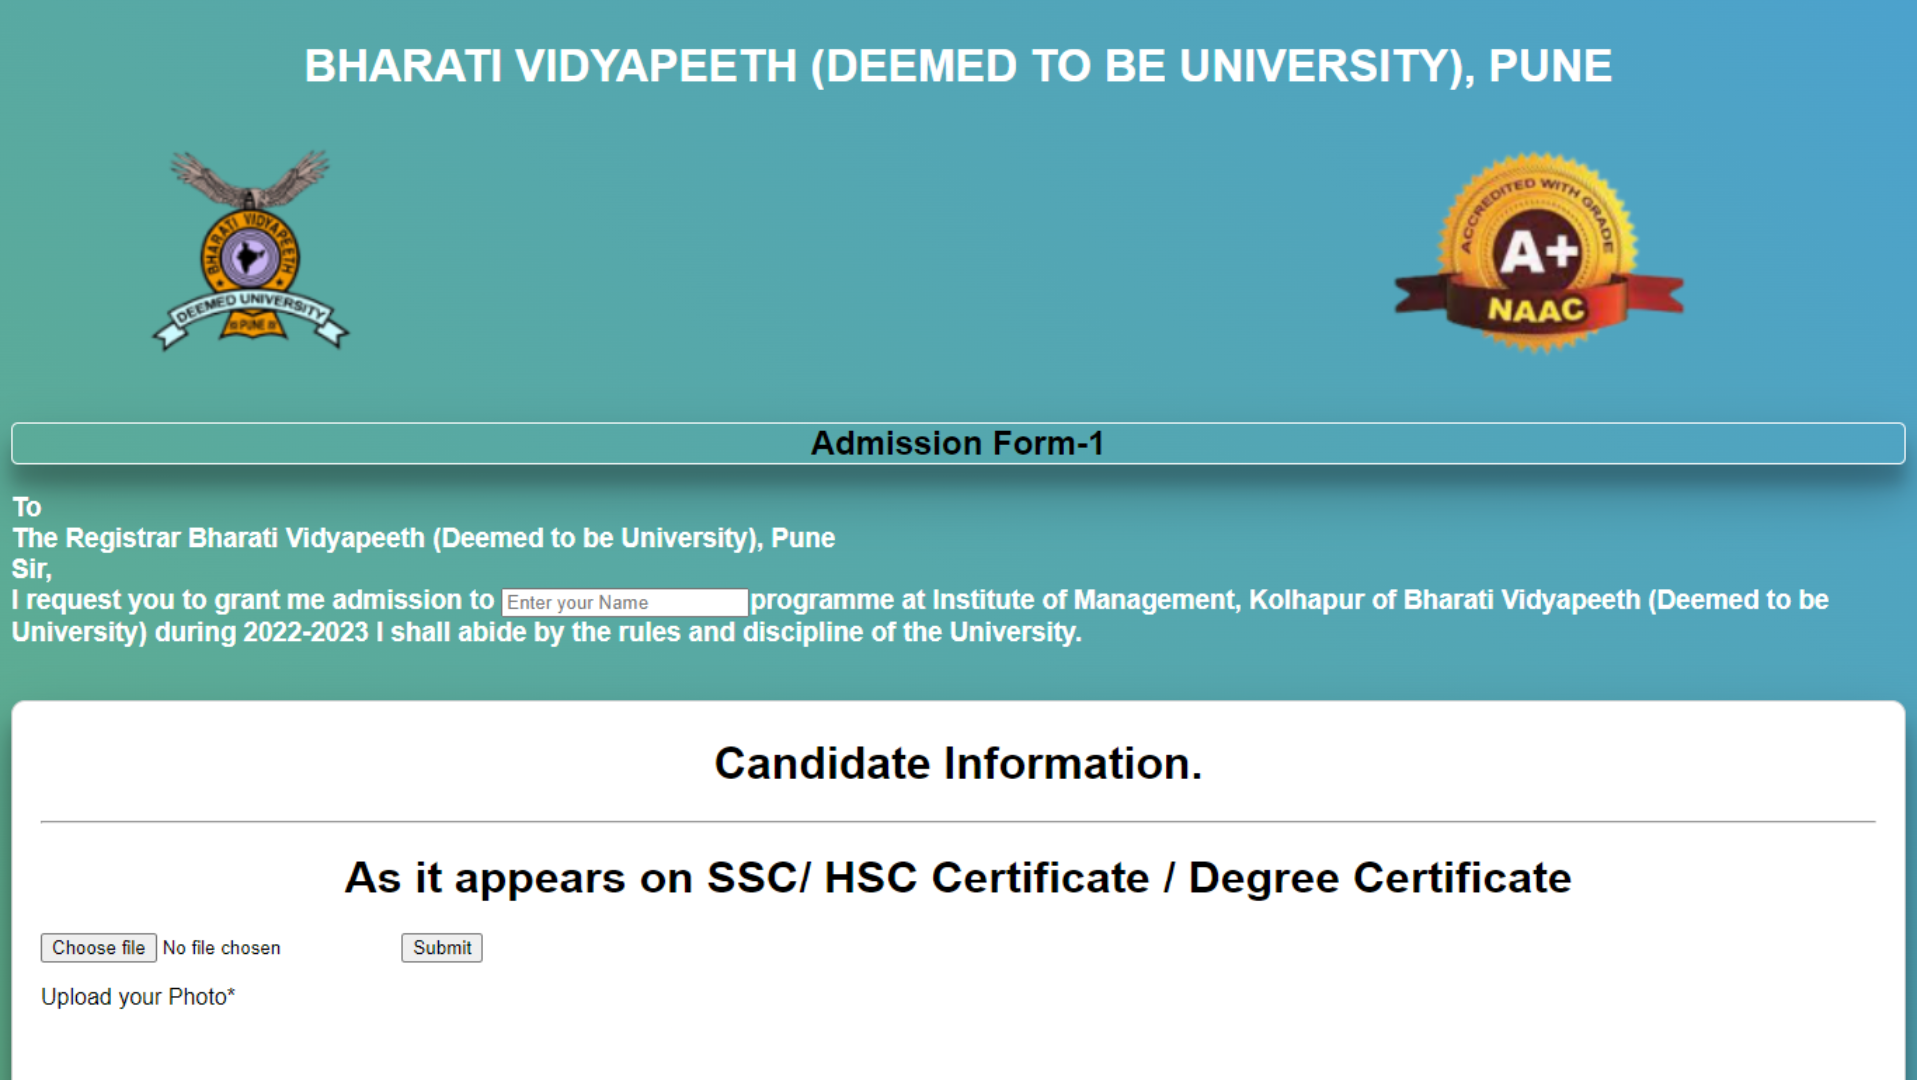 BHARATI VIDYAPEETH (DEEMED TO BE UNIVERSITY), PUNE
BHARATI VIDYAPEETH
DEEMED UNIVERSITY
PUNE
ACCREDITED WITH GRADE
A+
NAAC
Admission Form-1
To
The Registrar Bharati Vidyapeeth (Deemed to be University), Pune
Sir,
I request you to grant me admission to Enter your Name programme at Institute of Management, Kolhapur of Bharati Vidyapeeth (Deemed to be
University) during 2022-2023 I shall abide by the rules and discipline of the University.
Candidate Information.
As it appears on SSC/ HSC Certificate / Degree Certificate
Choose file No file chosen Submit
Upload your Photo*